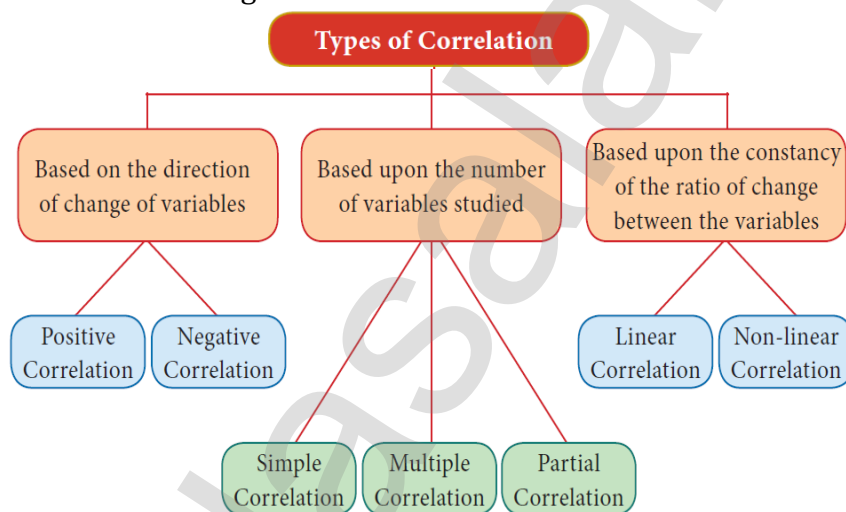 Types of Correlation
Based on the direction
of change of variables
Based upon the number
of variables studied
Based upon the constancy
of the ratio of change
between the variables
Positive
Correlation
Negative
Correlation
Linear
Correlation
Non-linear
Correlation
Simple
Correlation
Multiple
Correlation
Partial
Correlation